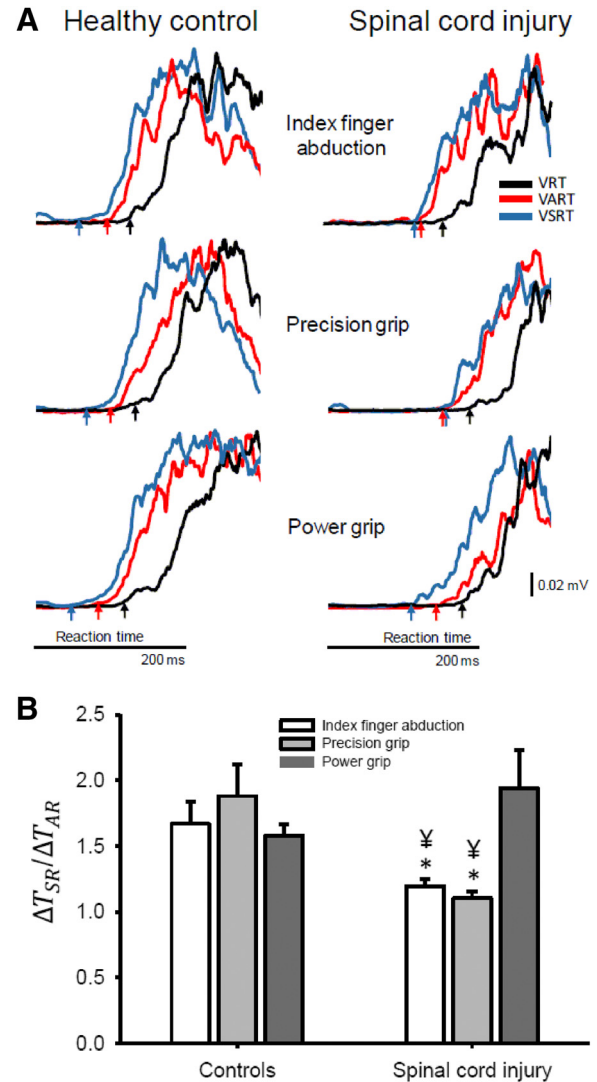 A
Healthy control
Spinal cord injury
Index finger
abduction
VRT
VART
VSRT
Precision grip
Power grip
0.02 mV
Reaction time
200 ms
Reaction time
200 ms
B
2.5
2.0
1.5
1.0
0.5
0.0
ΔT_SR/ΔT_AR
Index finger abduction
Precision grip
Power grip
¥ ¥
* *
Controls
Spinal cord injury